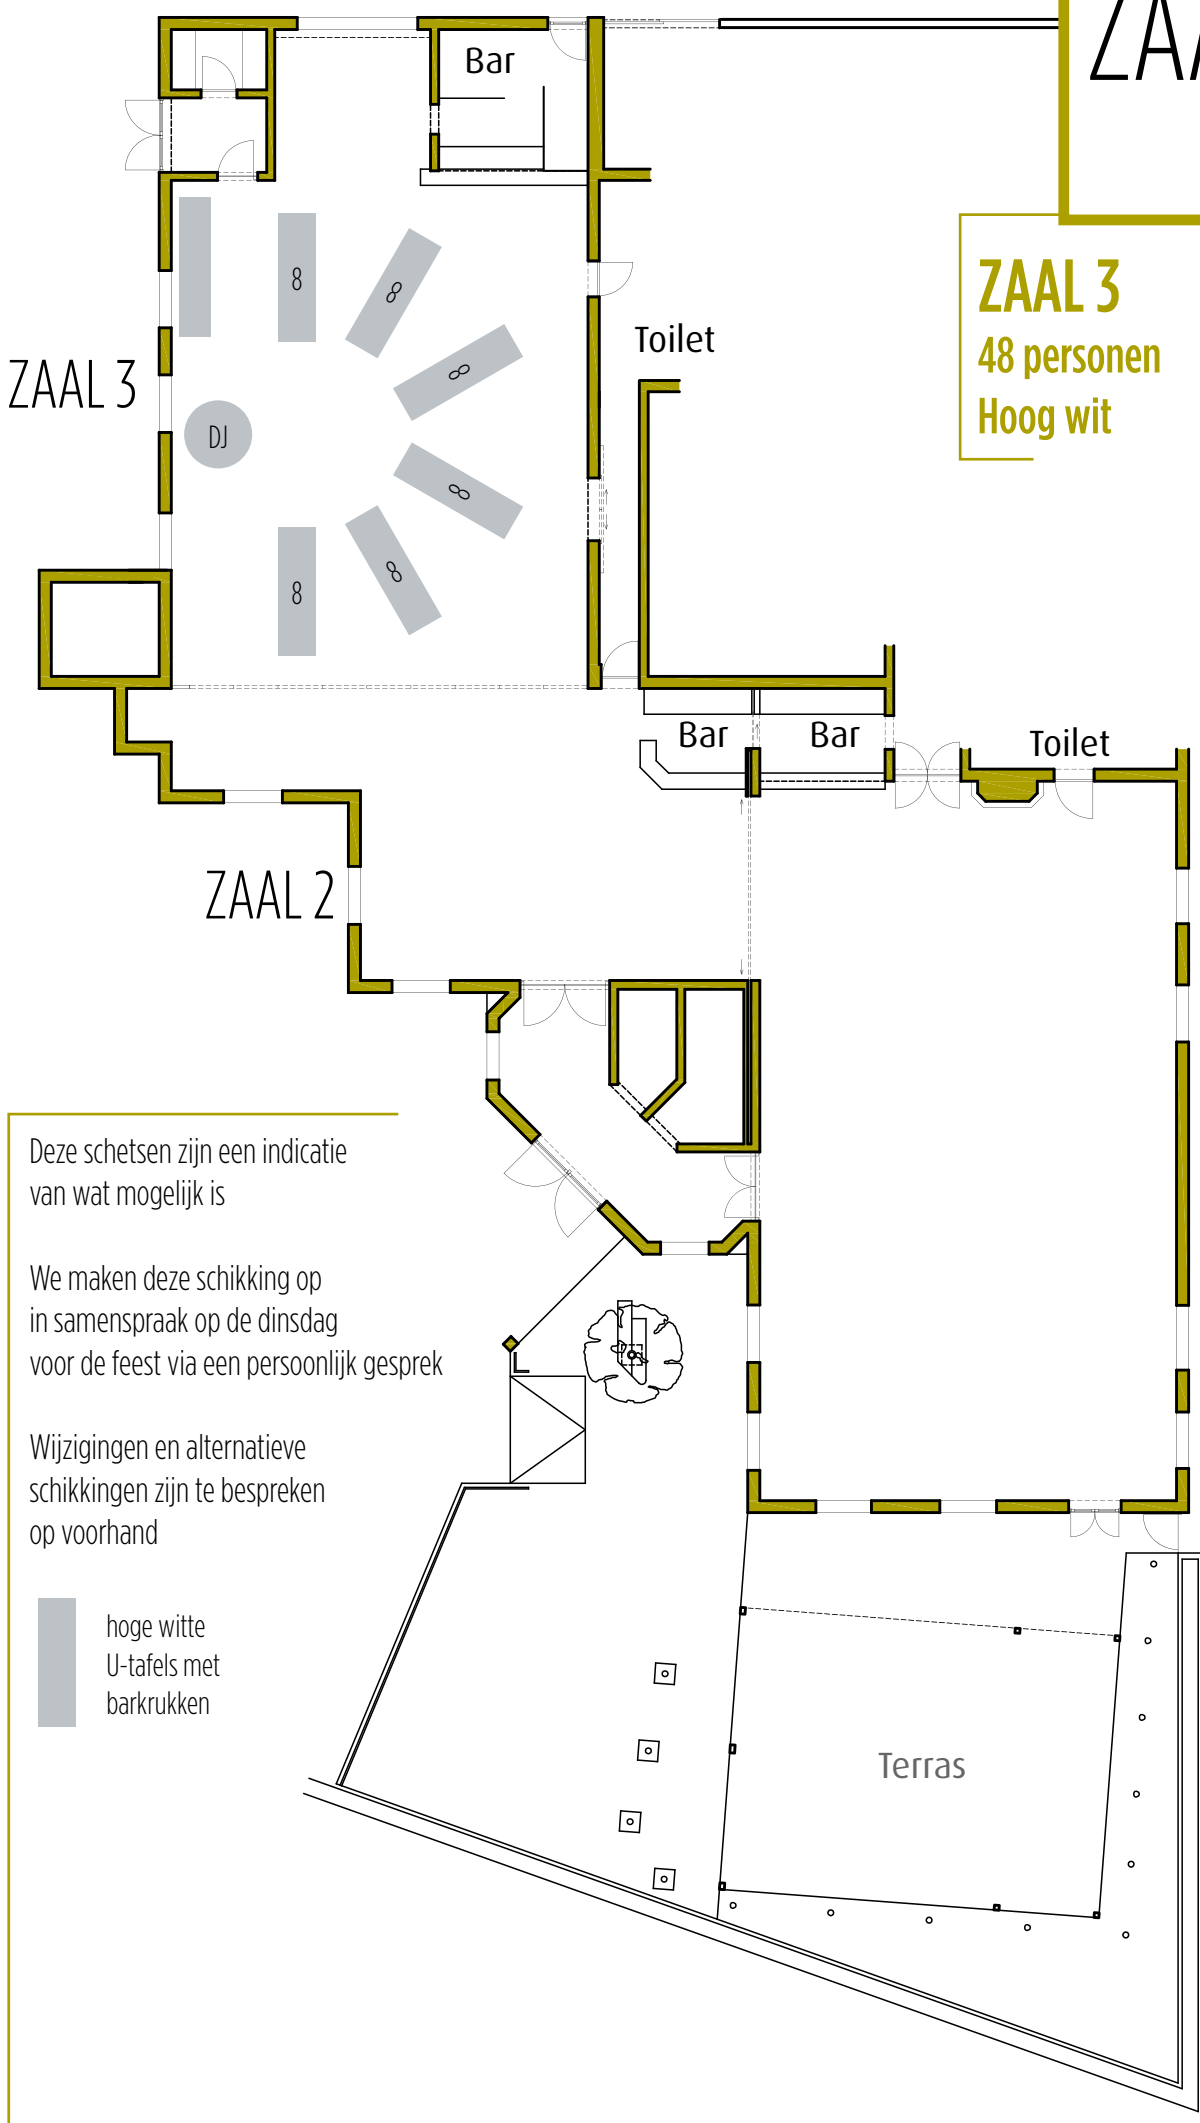 ZAA
Bar
ZAAL 3
48 personen
Hoog wit
8
8
Toilet
ZAAL 3
8
DJ
8
8
8
Bar
Bar
Toilet
ZAAL 2
Deze schetsen zijn een indicatie
van wat mogelijk is
We maken deze schikking op
in samenspraak op de dinsdag
voor de feest via een persoonlijk gesprek
Wijzigingen en alternatieve
schikkingen zijn te bespreken
op voorhand
hoge witte
U-tafels met
barkrukken
Terras